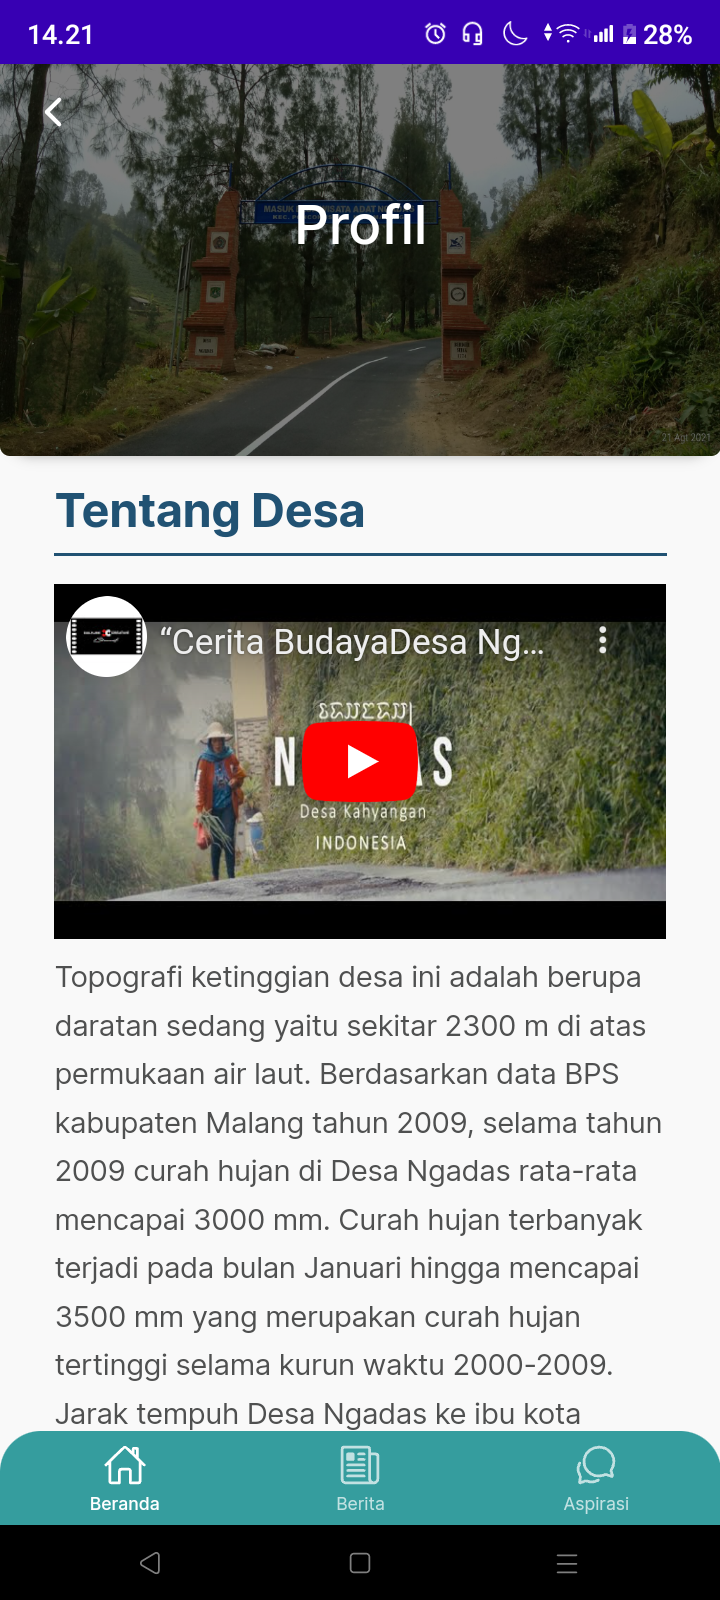 14.21
28%
Profil
21 Agt 2021
Tentang Desa
“Cerita BudayaDesa Ng...
Desa Kahyangan
INDONESIA
Topografi ketinggian desa ini adalah berupa
daratan sedang yaitu sekitar 2300 m di atas
permukaan air laut. Berdasarkan data BPS
kabupaten Malang tahun 2009, selama tahun
2009 curah hujan di Desa Ngadas rata-rata
mencapai 3000 mm. Curah hujan terbanyak
terjadi pada bulan Januari hingga mencapai
3500 mm yang merupakan curah hujan
tertinggi selama kurun waktu 2000-2009.
Jarak tempuh Desa Ngadas ke ibu kota
Beranda
Berita
Aspirasi